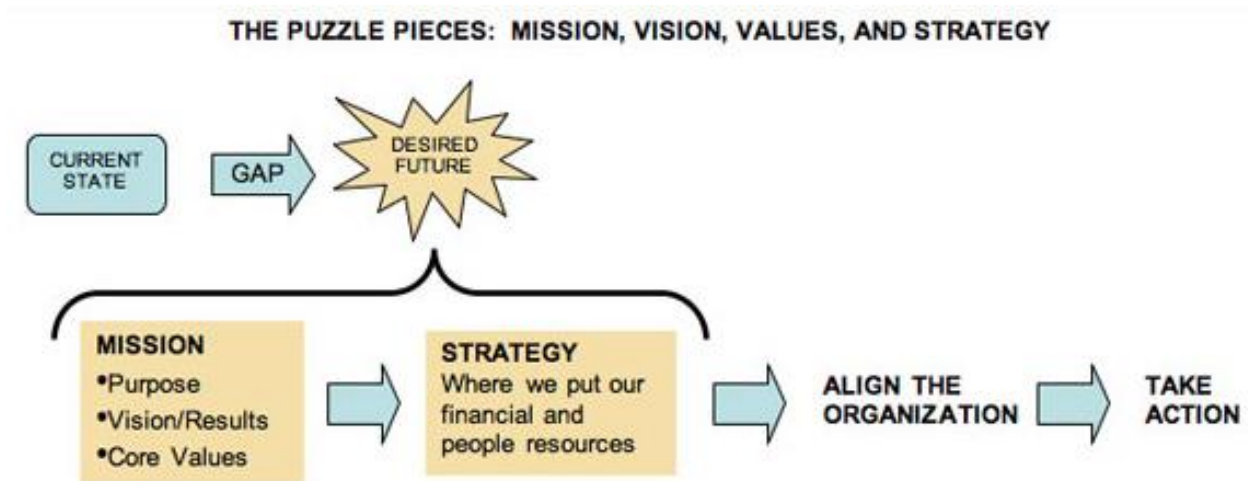 THE PUZZLE PIECES: MISSION, VISION, VALUES, AND STRATEGY
CURRENT
STATE
GAP
DESIRED
FUTURE
MISSION
•Purpose
•Vision/Results
•Core Values
STRATEGY
Where we put our
financial and
people resources
ALIGN THE
ORGANIZATION
TAKE
ACTION